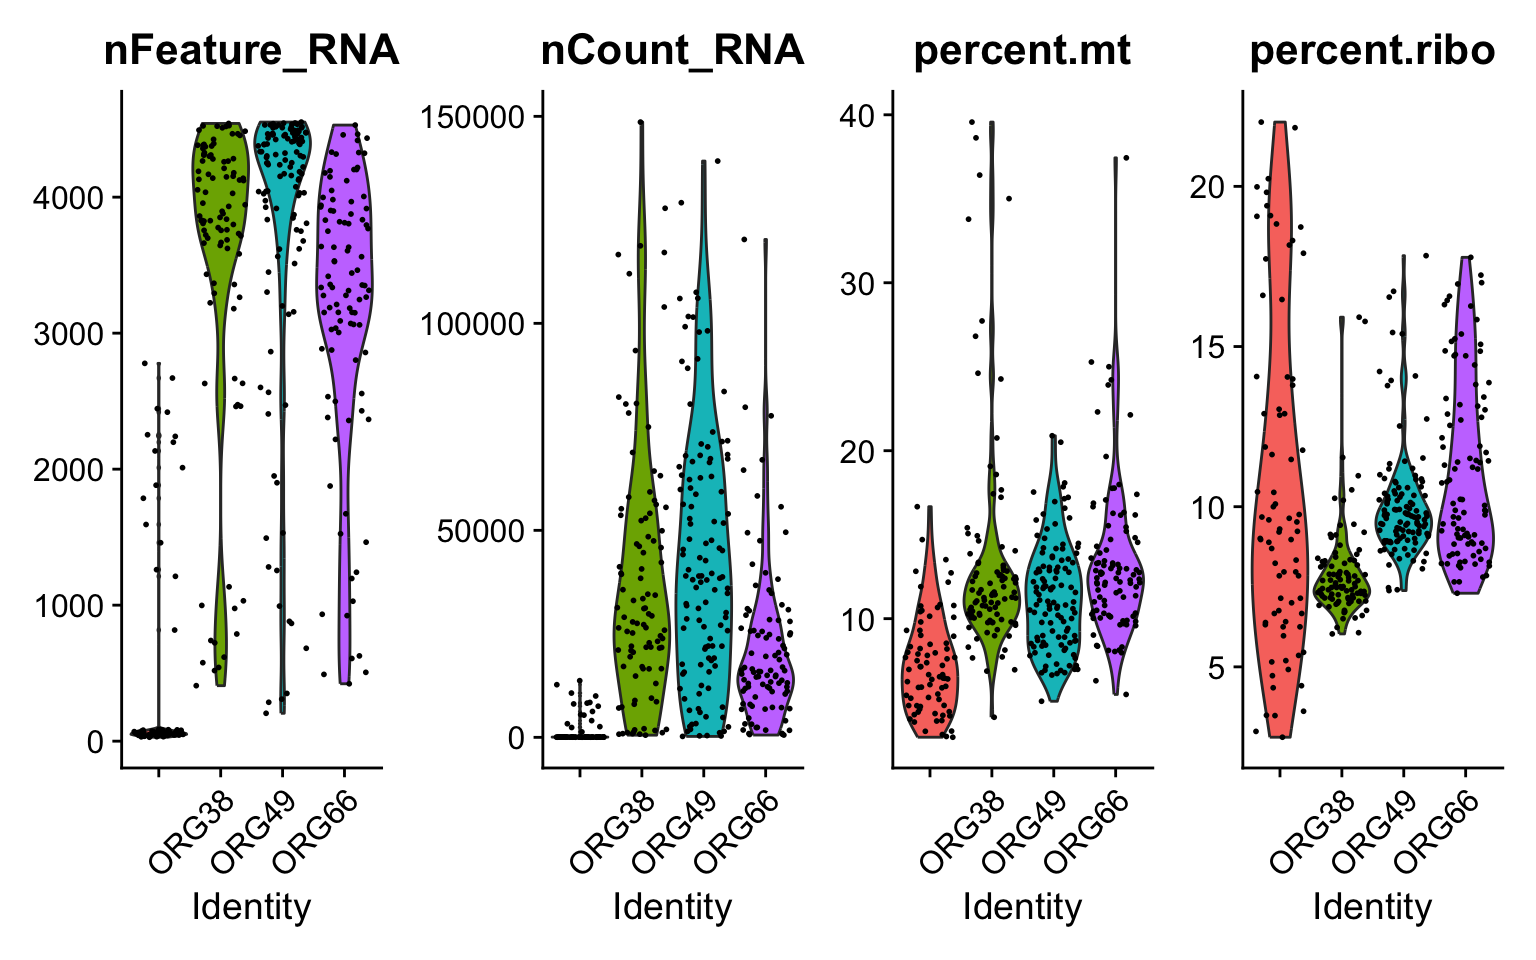 nFeature_RNA
0
1000
2000
3000
4000
ORG38
ORG49
ORG66
Identity
nCount_RNA
0
50000
100000
150000
ORG38
ORG49
ORG66
Identity
percent.mt
10
20
30
40
ORG38
ORG49
ORG66
Identity
percent.ribo
5
10
15
20
ORG38
ORG49
ORG66
Identity